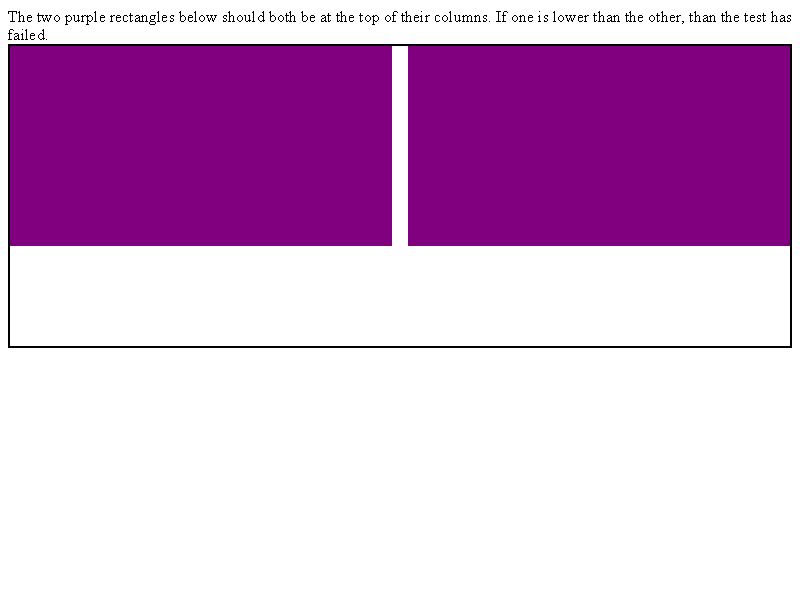 The two purple rectangles below should both be at the top of their columns. If one is lower than the other, than the test has
failed.